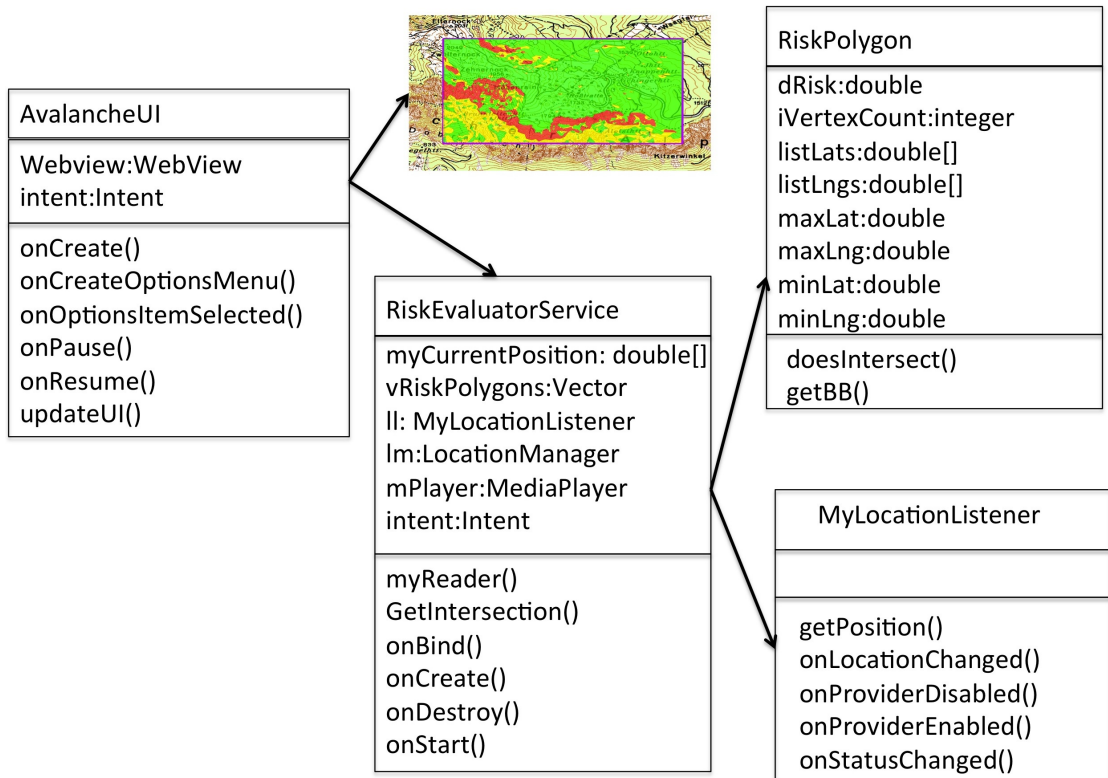 AvalancheUI
Webview:WebView
intent:Intent
onCreate()
onCreateOptionsMenu()
onOptionsItemSelected()
onPause()
onResume()
updateUI()
Kitzerwinkel
RiskEvaluatorService
myCurrentPosition: double[]
vRiskPolygons:Vector
ll: MyLocationListener
lm:LocationManager
mPlayer:MediaPlayer
intent:Intent
myReader()
GetIntersection()
onBind()
onCreate()
onDestroy()
onStart()
RiskPolygon
dRisk:double
iVertexCount:integer
listLats:double[]
listLngs:double[]
maxLat:double
maxLng:double
minLat:double
minLng:double
doesIntersect()
getBB()
MyLocationListener
getPosition()
onLocationChanged()
onProviderDisabled()
onProviderEnabled()
onStatusChanged()